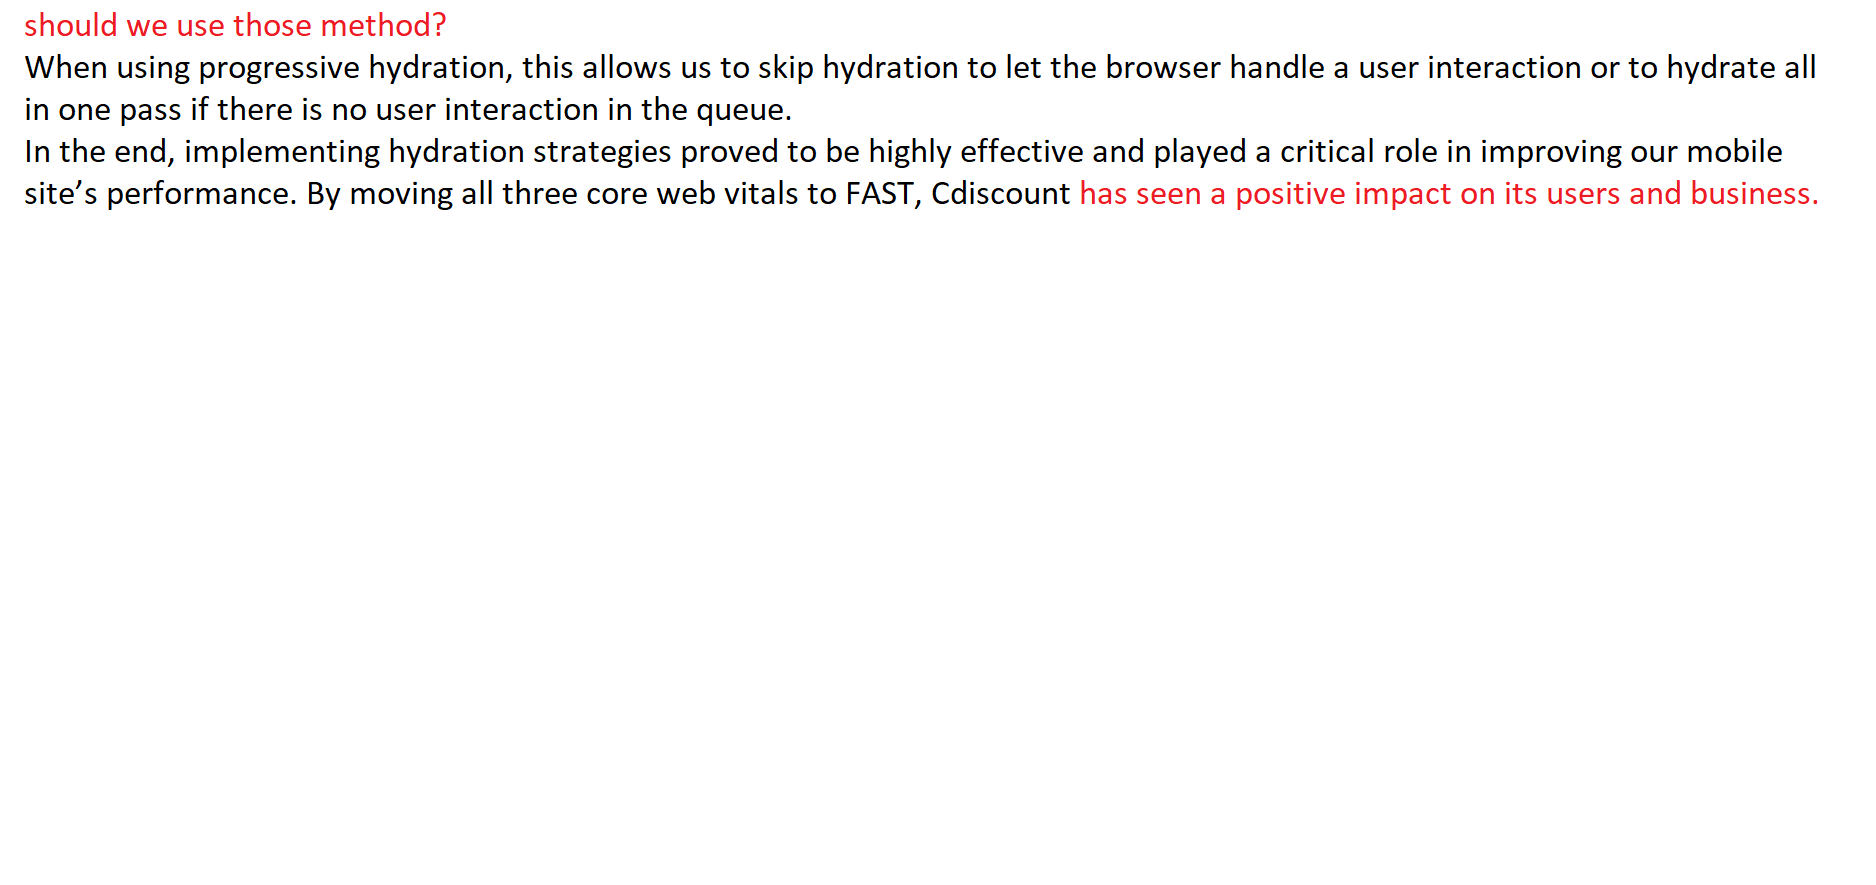 should we use those method?
When using progressive hydration, this allows us to skip hydration to let the browser handle a user interaction or to hydrate all
in one pass if there is no user interaction in the queue.
In the end, implementing hydration strategies proved to be highly effective and played a critical role in improving our mobile
site’s performance. By moving all three core web vitals to FAST, Cdiscount has seen a positive impact on its users and business.